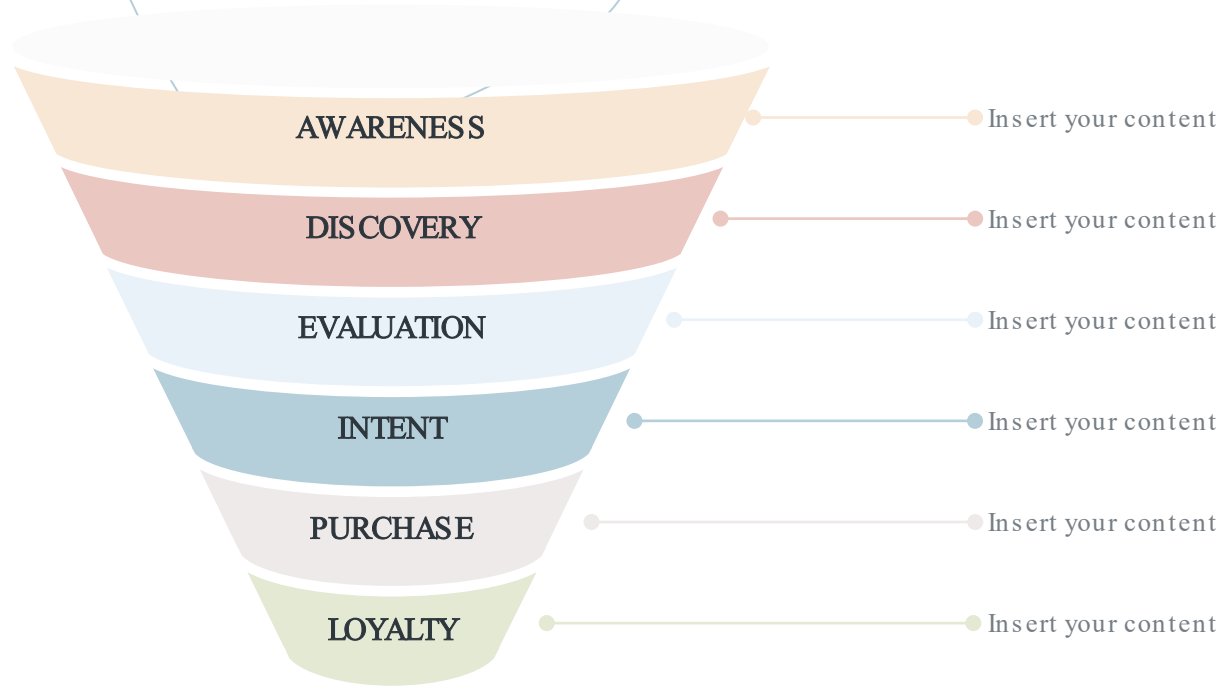 AWARENESS
Insert your content
DISCOVERY
Insert your content
EVALUATION
Insert your content
INTENT
Insert your content
PURCHASE
Insert your content
LOYALTY
Insert your content